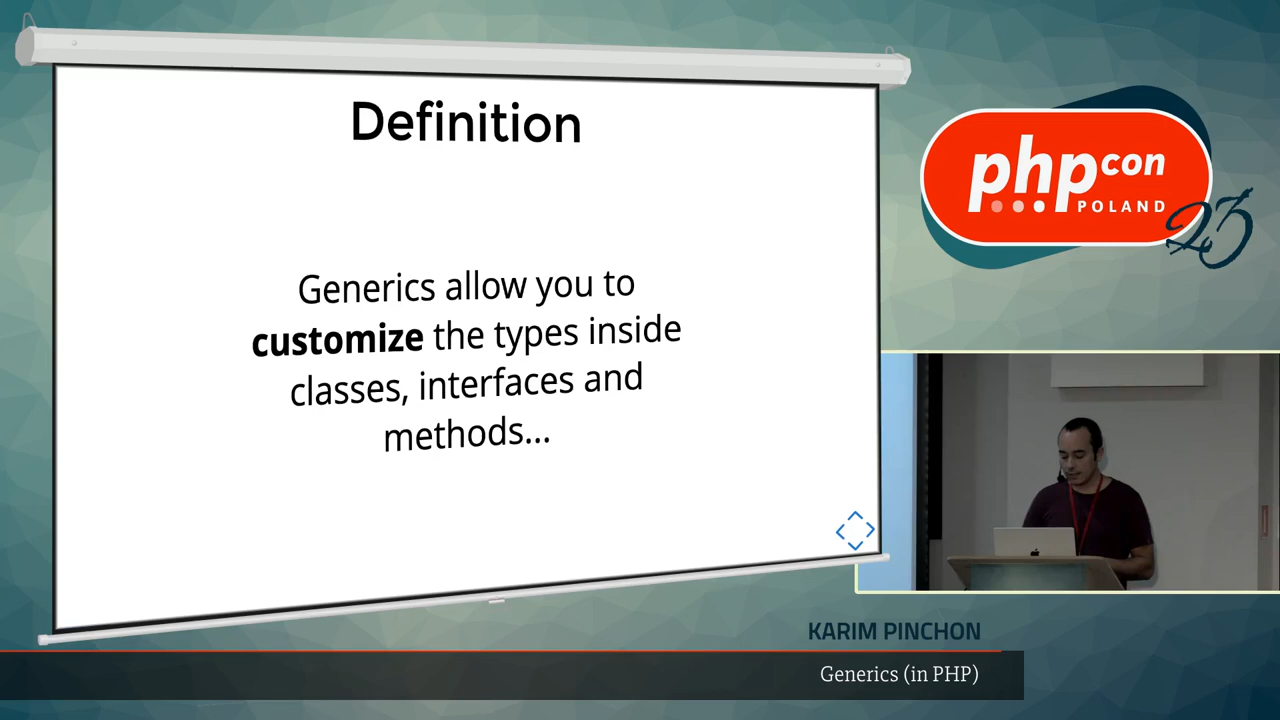 Definition
Generics allow you to
customize the types inside
classes, interfaces and
methods...
phpcon
POLAND
23
KARIM PINCHON
Generics (in PHP)